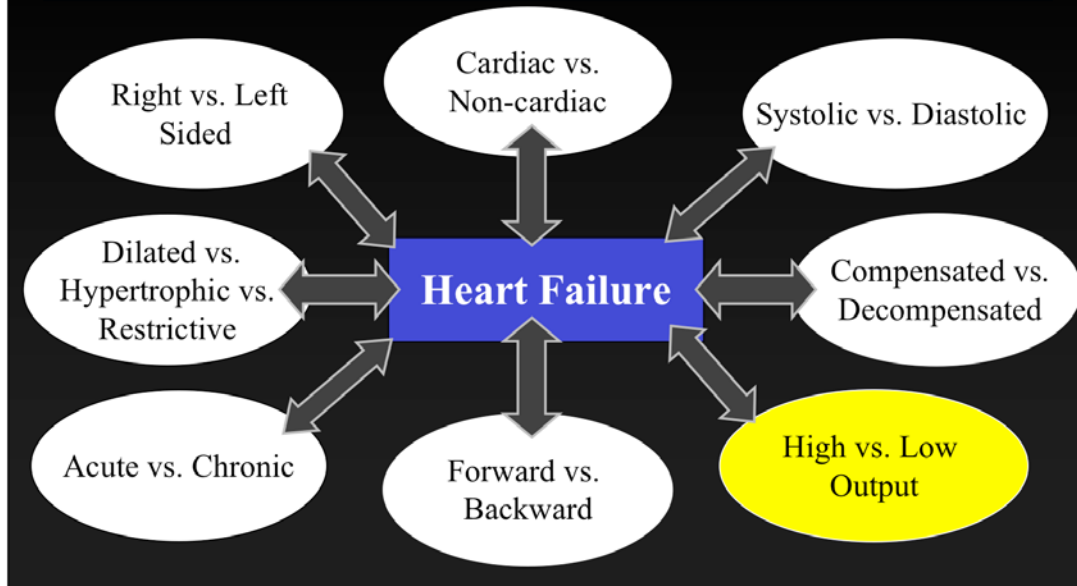 Cardiac vs.
Non-cardiac
Right vs. Left
Sided
Systolic vs. Diastolic
Dilated vs.
Hypertrophic vs.
Restrictive
Heart Failure
Compensated vs.
Decompensated
Acute vs. Chronic
Forward vs.
Backward
High vs. Low
Output